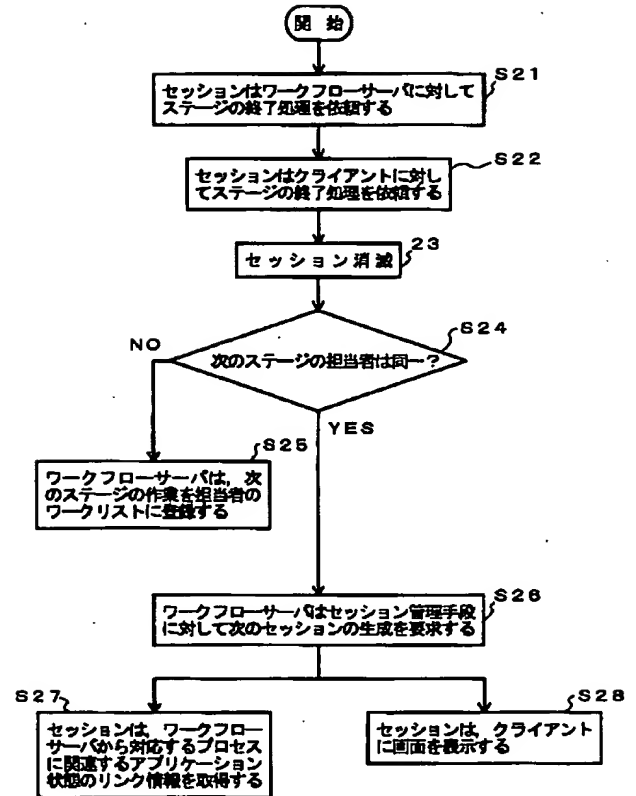 開 始
S21
セッションはワークフローサーバに対して
ステージの終了処理を依頼する
S22
セッションはクライアントに対し
てステージの終了処理を依頼する
23
セッション消滅
S24
次のステージの担当者は同一?
NO
YES
S25
ワークフローサーバは，次
のステージの作業を担当者の
ワークリストに登録する
S26
ワークフローサーバはセッション管理手段
に対して次のセッションの生成を要求する
S27
セッションは，ワークフロー
サーバから対応するプロセス
に関連するアプリケーション
状態のリンク情報を取得する
S28
セッションは，クライアント
に画面を表示する